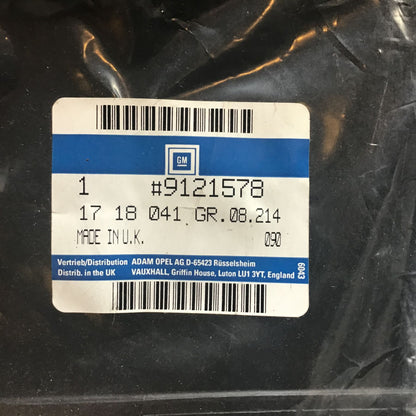 GM
1 #9121578
17 18 041 GR.08.214
MADE IN U.K. 090
Vertrieb/Distribution ADAM OPEL AG D-65423 Rüsselsheim
Distrib. in the UK VAUXHALL, Griffin House, Luton LU1 3YT, England
6043